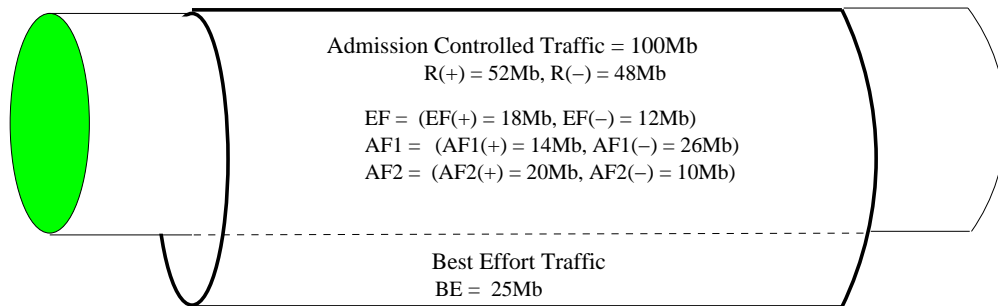 Admission Controlled Traffic = 100Mb
R(+) = 52Mb, R(−) = 48Mb
EF = (EF(+) = 18Mb, EF(−) = 12Mb)
AF1 = (AF1(+) = 14Mb, AF1(−) = 26Mb)
AF2 = (AF2(+) = 20Mb, AF2(−) = 10Mb)
Best Effort Traffic
BE = 25Mb